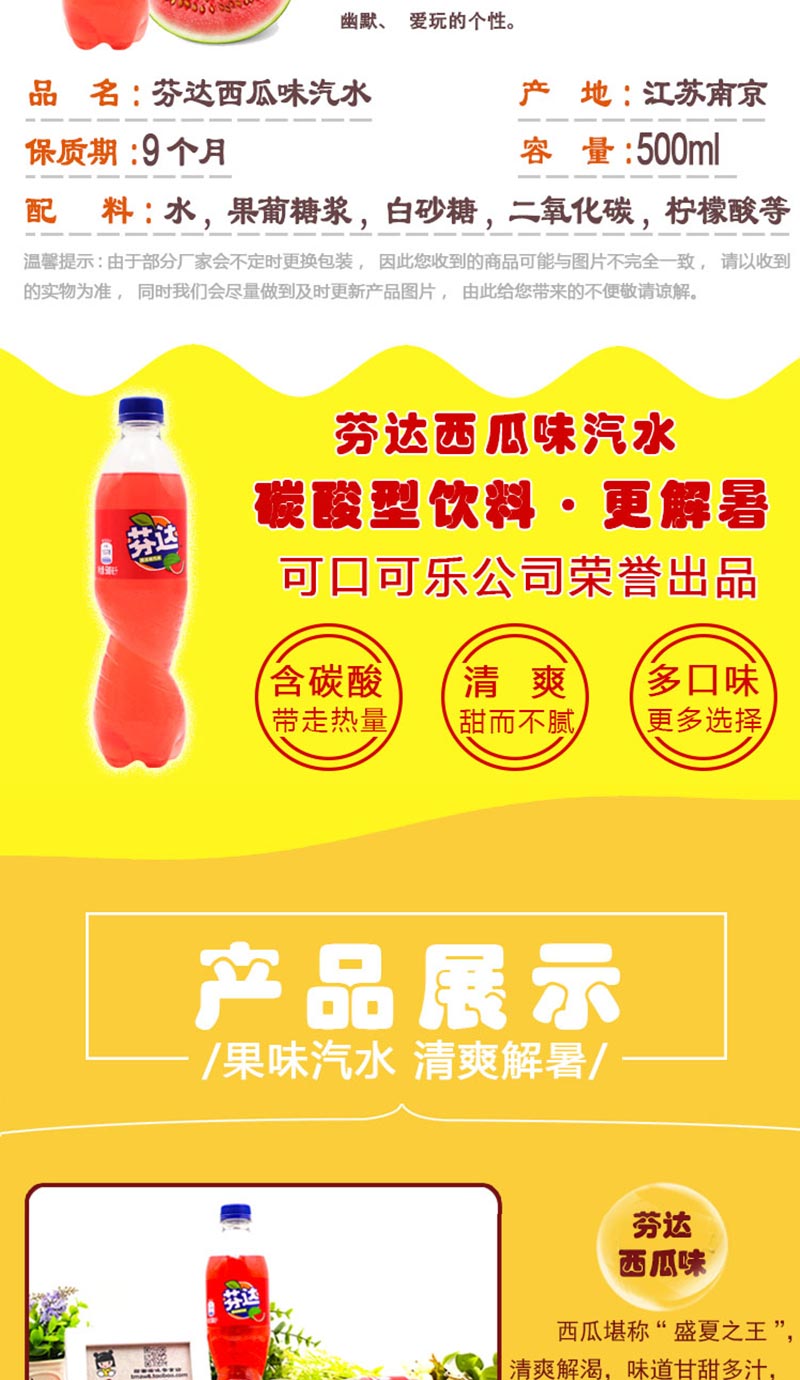 幽默、 爱玩的个性。
品 名：芬达西瓜味汽水
产 地：江苏南京
保质期：9个月
容 量：500ml
配 料：水，果葡糖浆，白砂糖，二氧化碳，柠檬酸等
温馨提示：由于部分厂家会不定时更换包装， 因此您收到的商品可能与图片不完全一致， 请以收到
的实物为准， 同时我们会尽量做到及时更新产品图片， 由此给您带来的不便敬请谅解。
芬达西瓜味汽水
碳酸型饮料·更解暑
可口可乐公司荣誉出品
芬达
含碳酸
带走热量
清 爽
甜而不腻
多口味
更多选择
产品展示
/果味汽水 清爽解暑/
芬达
西瓜味
芬达
西瓜堪称“盛夏之王”，
清爽解渴，味道甘甜多汁，